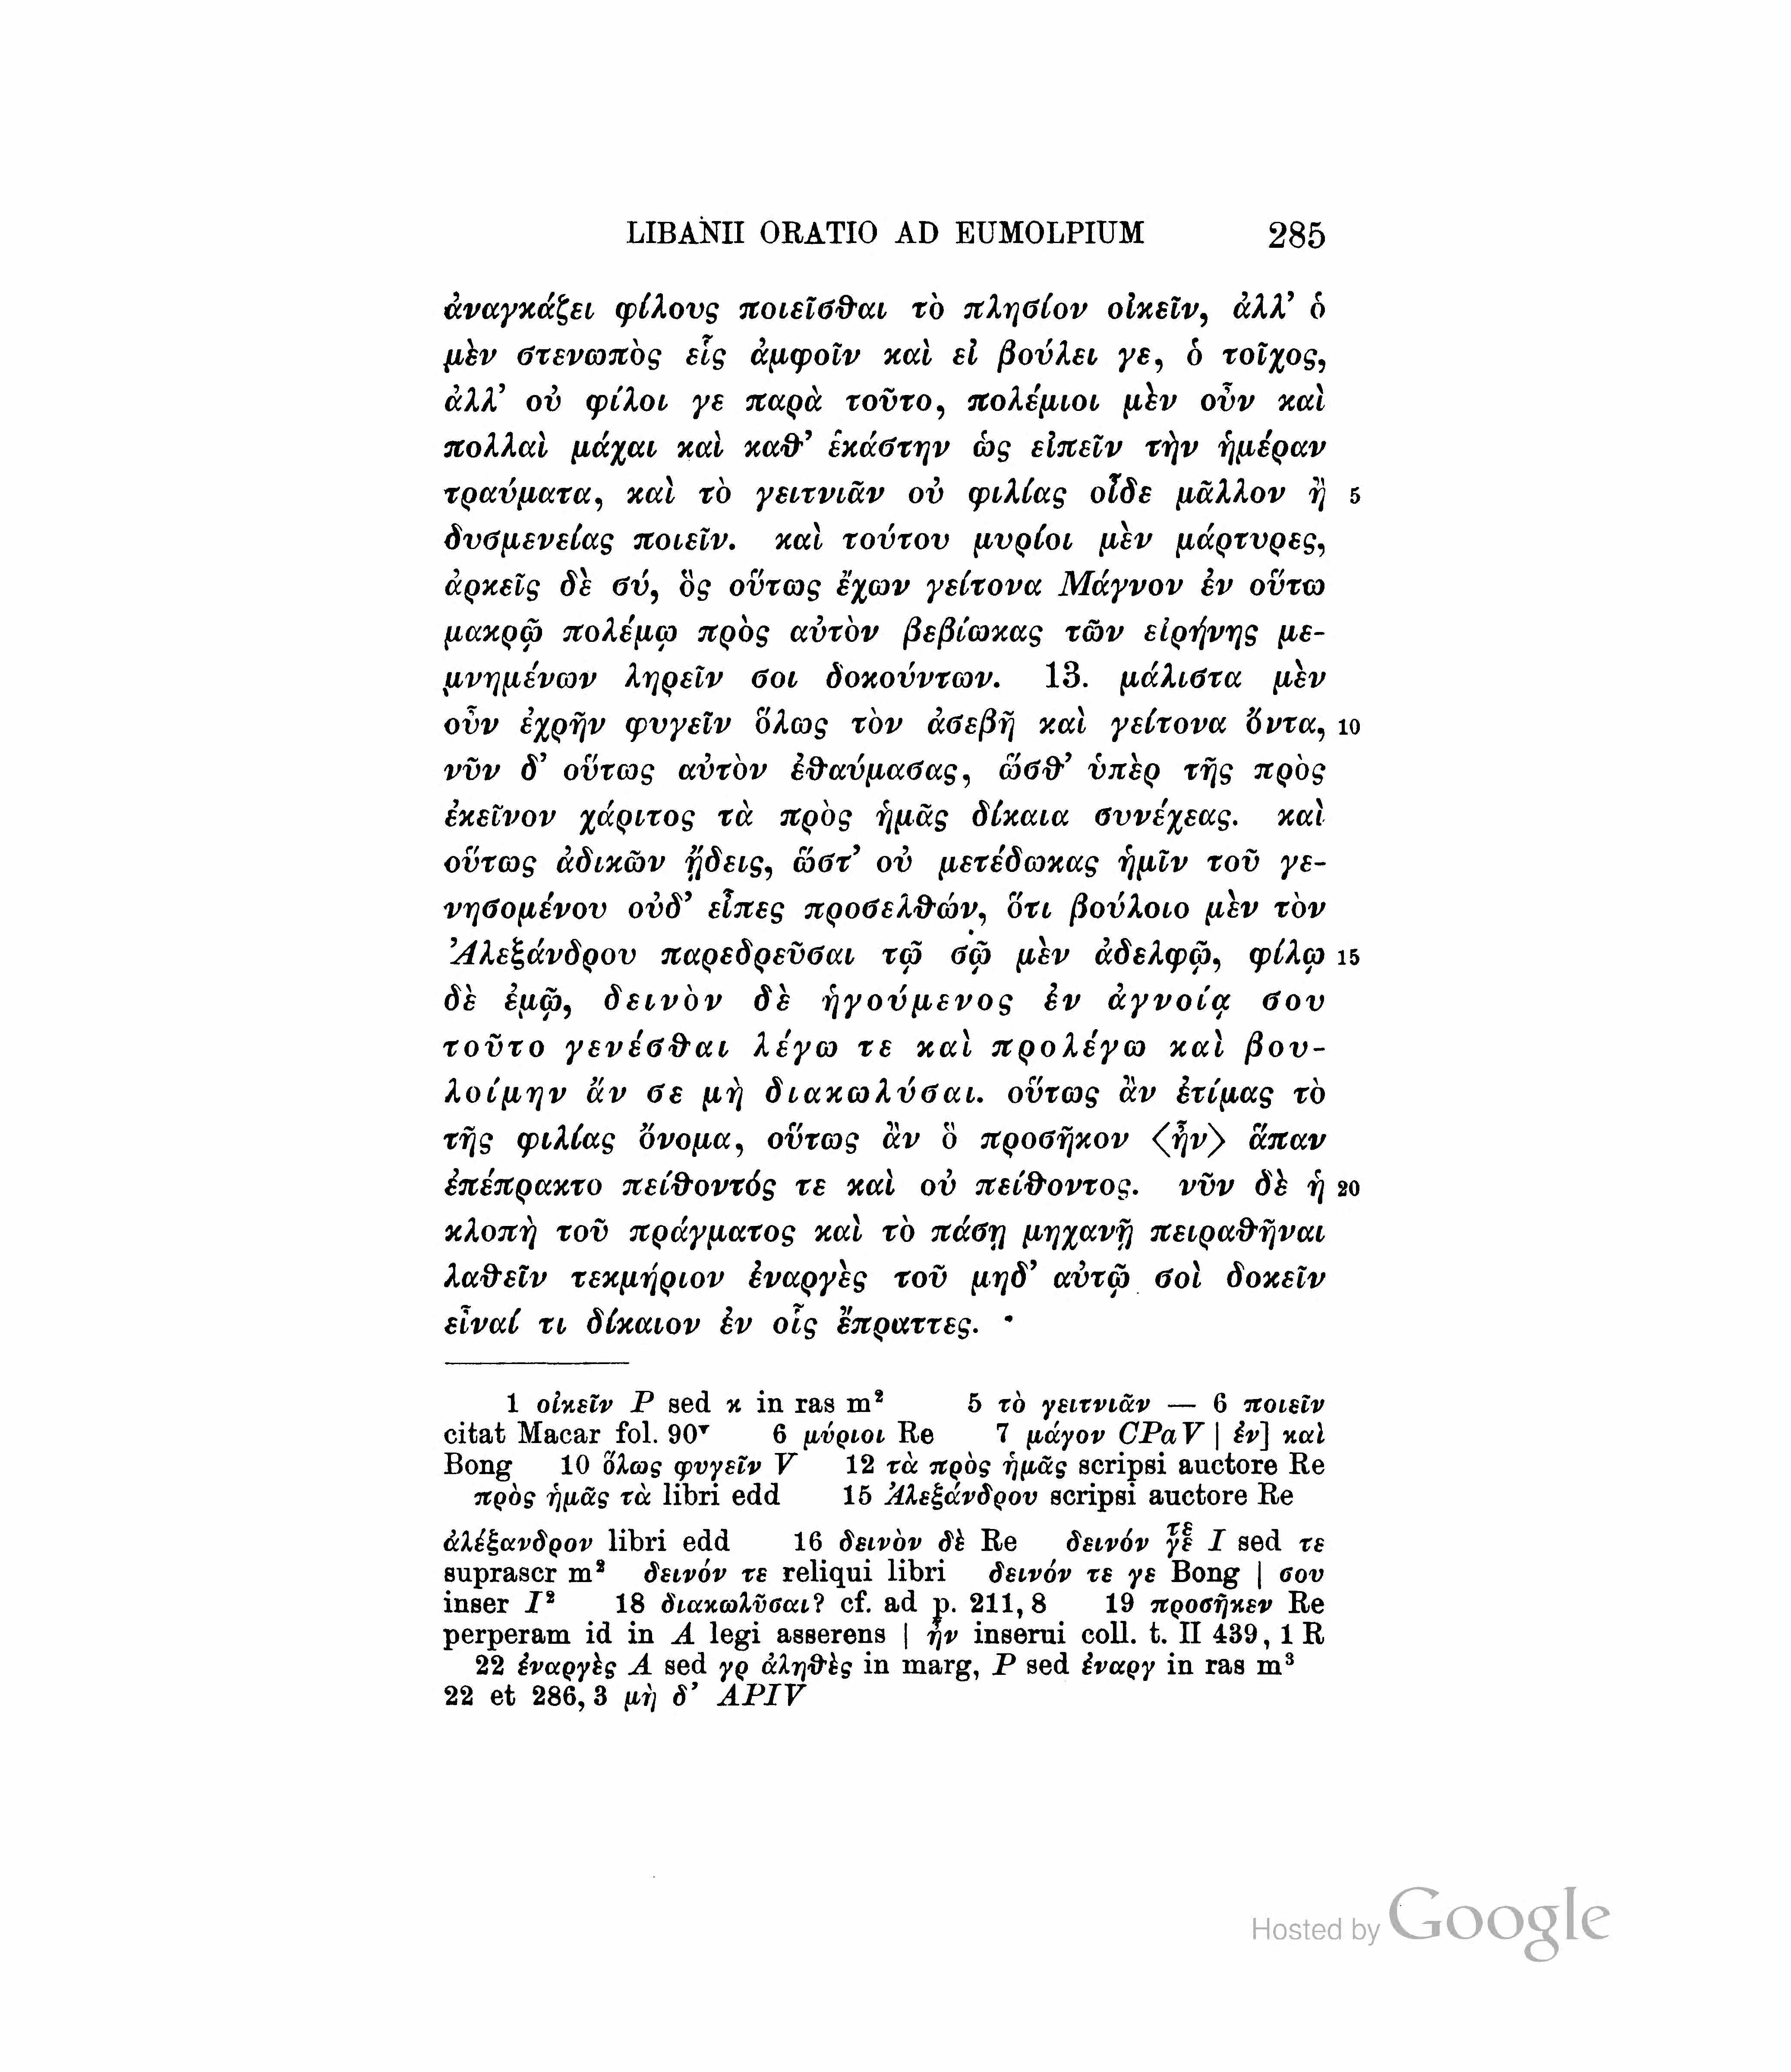 LIBANII ORATIO AD EUMOLPIUM 285
ἀναγκάζει φίλους ποιεῖσθαι τὸ πλησίον οἰκεῖν, ἀλλ’ ὁ
μὲν στενωπὸς εἷς ἀμφοῖν καὶ εἰ βούλει γε, ὁ τοῖχος,
ἀλλ’ οὐ φίλοι γε παρὰ τοῦτο, πολέμιοι μὲν οὖν καὶ
πολλαὶ μάχαι καὶ καθ’ ἑκάστην ὡς εἰπεῖν τὴν ἡμέραν
τραύματα, καὶ τὸ γειτνιᾶν οὐ φιλίας οἶδε μᾶλλον ἢ 5
δυσμενείας ποιεῖν. καὶ τούτου μυρίοι μὲν μάρτυρες,
ἀρκεῖς δὲ σύ, ὃς οὕτως ἔχων γείτονα Μάγνον ἐν οὕτω
μακρῷ πολέμῳ πρὸς αὐτὸν βεβίωκας τῶν εἰρήνης με-
μνημένων ληρεῖν σοι δοκούντων. 13. μάλιστα μὲν
οὖν ἐχρῆν φυγεῖν ὅλως τὸν ἀσεβῆ καὶ γείτονα ὄντα, 10
νῦν δ’ οὕτως αὐτὸν ἐθαύμασας, ὥσθ’ ὑπὲρ τῆς πρὸς
ἐκεῖνον χάριτος τὰ πρὸς ἡμᾶς δίκαια συνέχεας. καὶ
οὕτως ἀδικῶν ᾔδεις, ὥστ’ οὐ μετέδωκας ἡμῖν τοῦ γε-
νησομένου οὐδ’ εἶπες προσελθών, ὅτι βούλοιο μὲν τὸν
Ἀλεξάνδρου παρεδρεῦσαι τῷ σῷ μὲν ἀδελφῷ, φίλῳ 15
δὲ ἐμῷ, δεινὸν δὲ ἡγούμενος ἐν ἀγνοίᾳ σου
τοῦτο γενέσθαι λέγω τε καὶ προλέγω καὶ βου-
λοίμην ἄν σε μὴ διακωλύσαι. οὕτως ἂν ἐτίμας τὸ
τῆς φιλίας ὄνομα, οὕτως ἂν ὃ προσῆκον ⟨ἦν⟩ ἅπαν
ἐπέπρακτο πείθοντός τε καὶ οὐ πείθοντος. νῦν δὲ ἡ 20
κλοπὴ τοῦ πράγματος καὶ τὸ πάσῃ μηχανῇ πειραθῆναι
λαθεῖν τεκμήριον ἐναργὲς τοῦ μηδ’ αὐτῷ σοὶ δοκεῖν
εἶναί τι δίκαιον ἐν οἷς ἔπραττες.
1 οἰκεῖν P sed κ in ras m² 5 τὸ γειτνιᾶν — 6 ποιεῖν
citat Macar fol. 90ᵛ 6 μύριοι Re 7 μάγον CPaV | ἐν] καὶ
Bong 10 ὅλως φυγεῖν V 12 τὰ πρὸς ἡμᾶς scripsi auctore Re
πρὸς ἡμᾶς τὰ libri edd 15 Ἀλεξάνδρου scripsi auctore Re
ἀλέξανδρον libri edd 16 δεινὸν δὲ Re δεινόν γε̄ τε̄ I sed τε
suprascr m² δεινόν τε reliqui libri δεινόν τε γε Bong | σου
inser I² 18 διακωλῦσαι? cf. ad p. 211, 8 19 προσῆκεν Re
perperam id in A legi asserens | ἦν inserui coll. t. II 439, 1 R
22 ἐναργὲς A sed γρ ἀληθὲς in marg, P sed ἐναργ in ras m³
22 et 286, 3 μὴ δ’ APIV
Hosted by Google